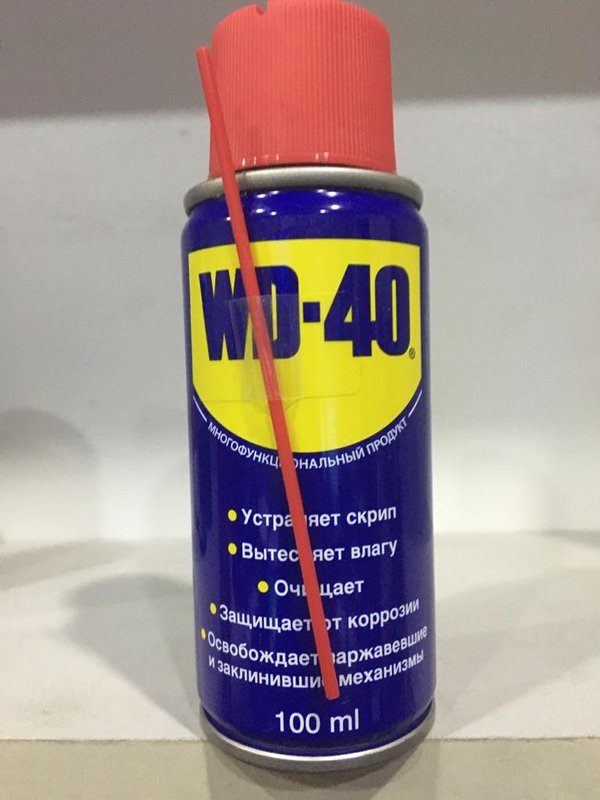 WD-40
®
МНОГОФУНКЦИОНАЛЬНЫЙ ПРОДУКТ
Устраняет скрип
Вытесняет влагу
Очищает
Защищает от коррозии
Освобождает заржавевшие
и заклинившие механизмы
100 ml